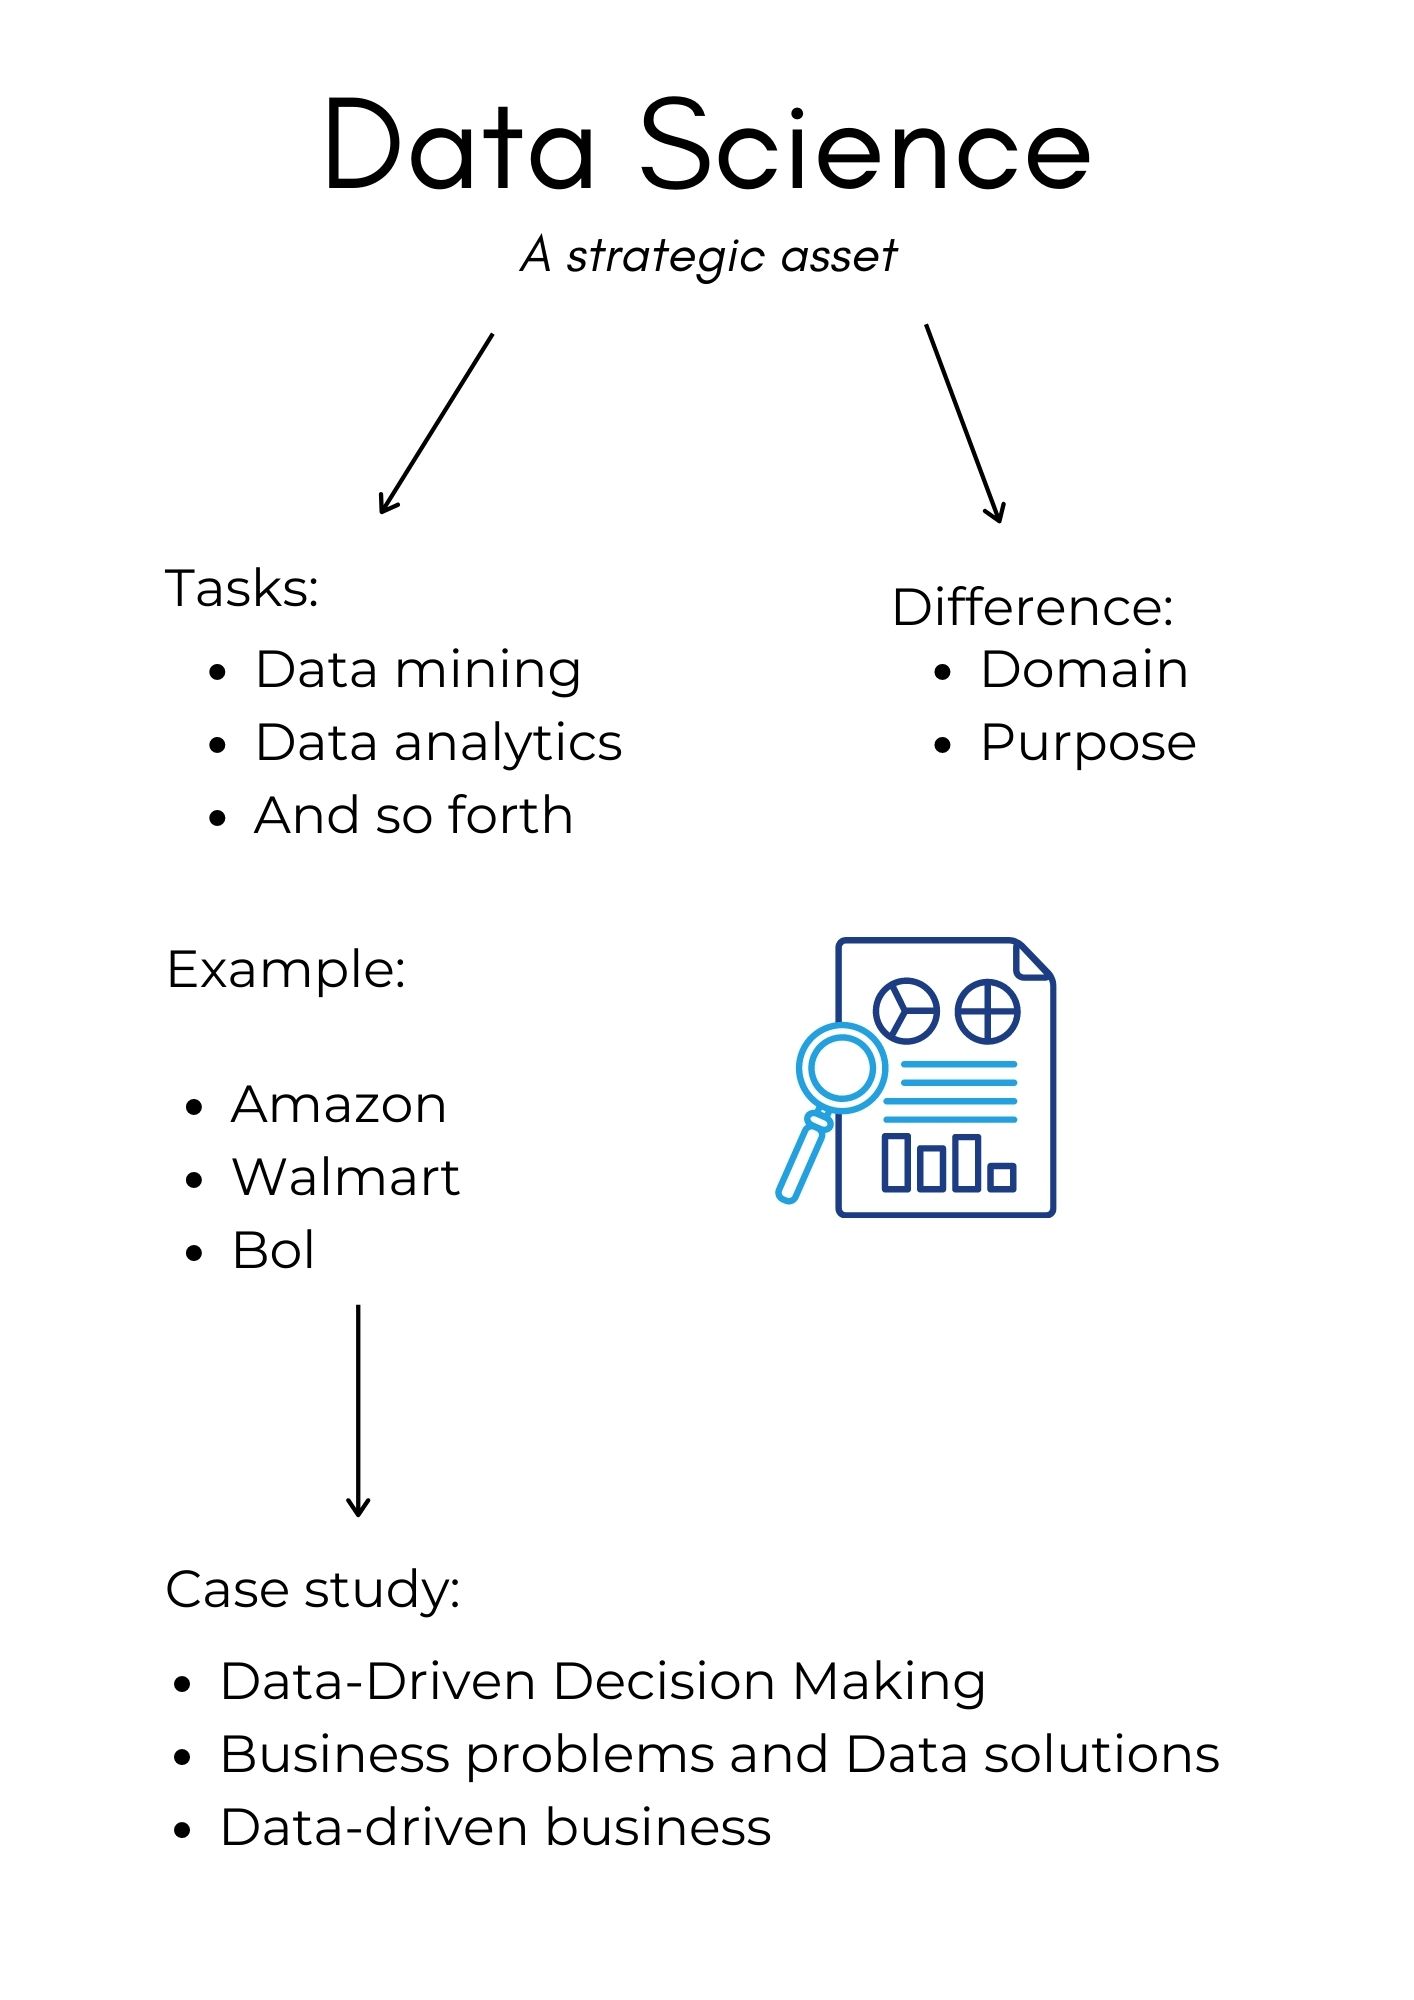 Data Science
A strategic asset
Tasks:
• Data mining
• Data analytics
• And so forth
Difference:
• Domain
• Purpose
Example:
• Amazon
• Walmart
• Bol
Case study:
• Data-Driven Decision Making
• Business problems and Data solutions
• Data-driven business